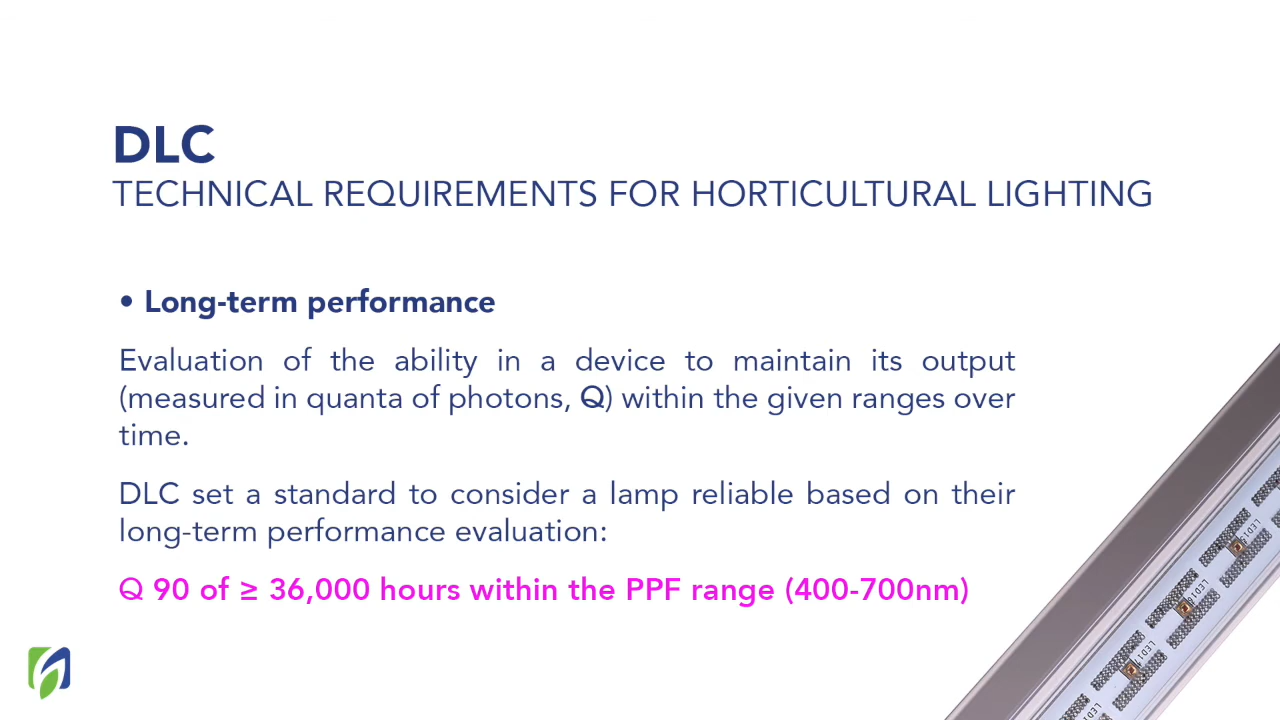 DLC
TECHNICAL REQUIREMENTS FOR HORTICULTURAL LIGHTING
• Long-term performance
Evaluation of the ability in a device to maintain its output
(measured in quanta of photons, Q) within the given ranges over
time.
DLC set a standard to consider a lamp reliable based on their
long-term performance evaluation:
Q 90 of ≥ 36,000 hours within the PPF range (400-700nm)
LED16
LED17